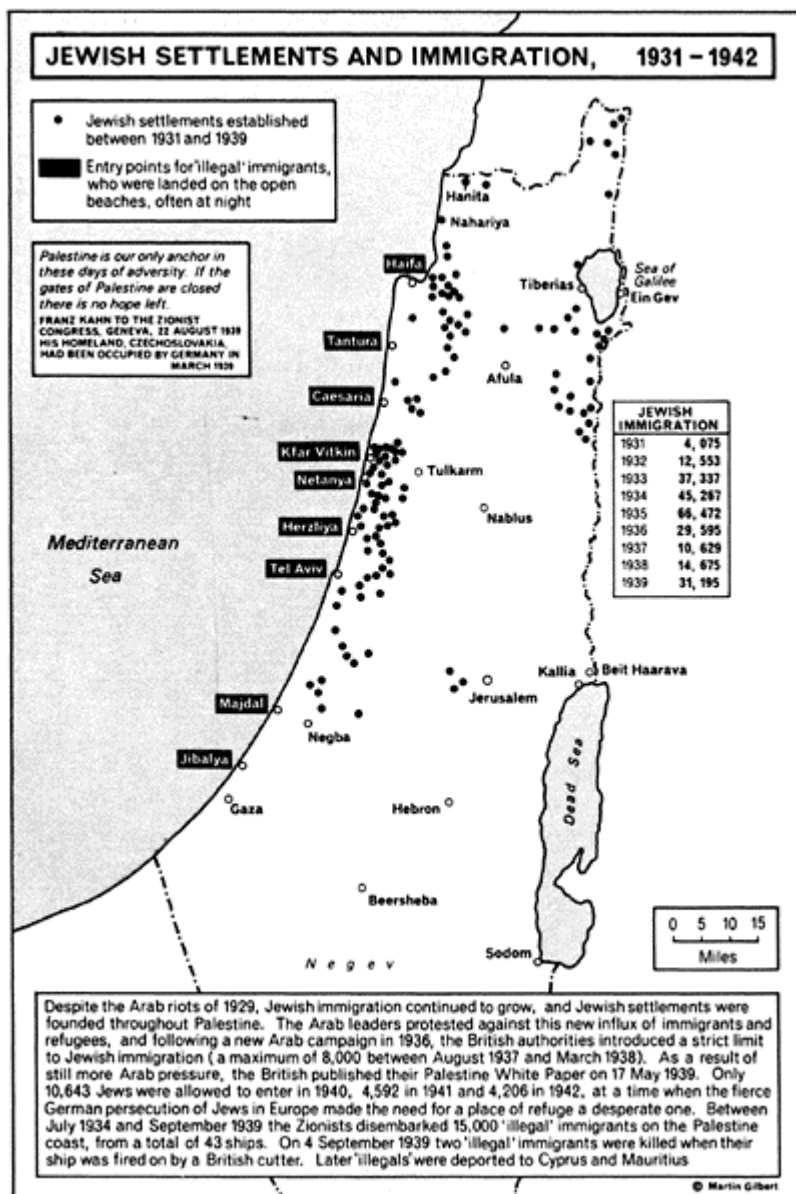 JEWISH SETTLEMENTS AND IMMIGRATION, 1931 – 1942
Jewish settlements established
between 1931 and 1939
Entry points for 'illegal' immigrants,
who were landed on the open
beaches, often at night
Palestine is our only anchor in
these days of adversity. If the
gates of Palestine are closed
there is no hope left.
FRANZ KAHN TO THE ZIONIST
CONGRESS, GENEVA, 22 AUGUST 1939
HIS HOMELAND, CZECHOSLOVAKIA,
HAD BEEN OCCUPIED BY GERMANY IN
MARCH 1939
Hanita
Nahariya
Haifa
Sea of
Galilee
Tiberias
Ein Gev
Tantura
Afula
Caesaria
JEWISH
IMMIGRATION
1931 4,075
1932 12,553
1933 37,337
1934 45,267
1935 66,472
1936 29,595
1937 10,629
1938 14,675
1939 31,195
Kfar Vitkin
Tulkarm
Netanya
Nablus
Herzliya
Mediterranean
Sea
Tel Aviv
Kallia
Beit Haarava
Jerusalem
Majdal
Negba
Jibalya
Gaza
Hebron
Dead Sea
Beersheba
Negev
Sodom
0 5 10 15
Miles
Despite the Arab riots of 1929, Jewish immigration continued to grow, and Jewish settlements were
founded throughout Palestine. The Arab leaders protested against this new influx of immigrants and
refugees, and following a new Arab campaign in 1936, the British authorities introduced a strict limit
to Jewish immigration (a maximum of 8,000 between August 1937 and March 1938). As a result of
still more Arab pressure, the British published their Palestine White Paper on 17 May 1939. Only
10,643 Jews were allowed to enter in 1940, 4,592 in 1941 and 4,206 in 1942, at a time when the fierce
German persecution of Jews in Europe made the need for a place of refuge a desperate one. Between
July 1934 and September 1939 the Zionists disembarked 15,000 'illegal' immigrants on the Palestine
coast, from a total of 43 ships. On 4 September 1939 two 'illegal' immigrants were killed when their
ship was fired on by a British cutter. Later 'illegals' were deported to Cyprus and Mauritius
© Martin Gilbert